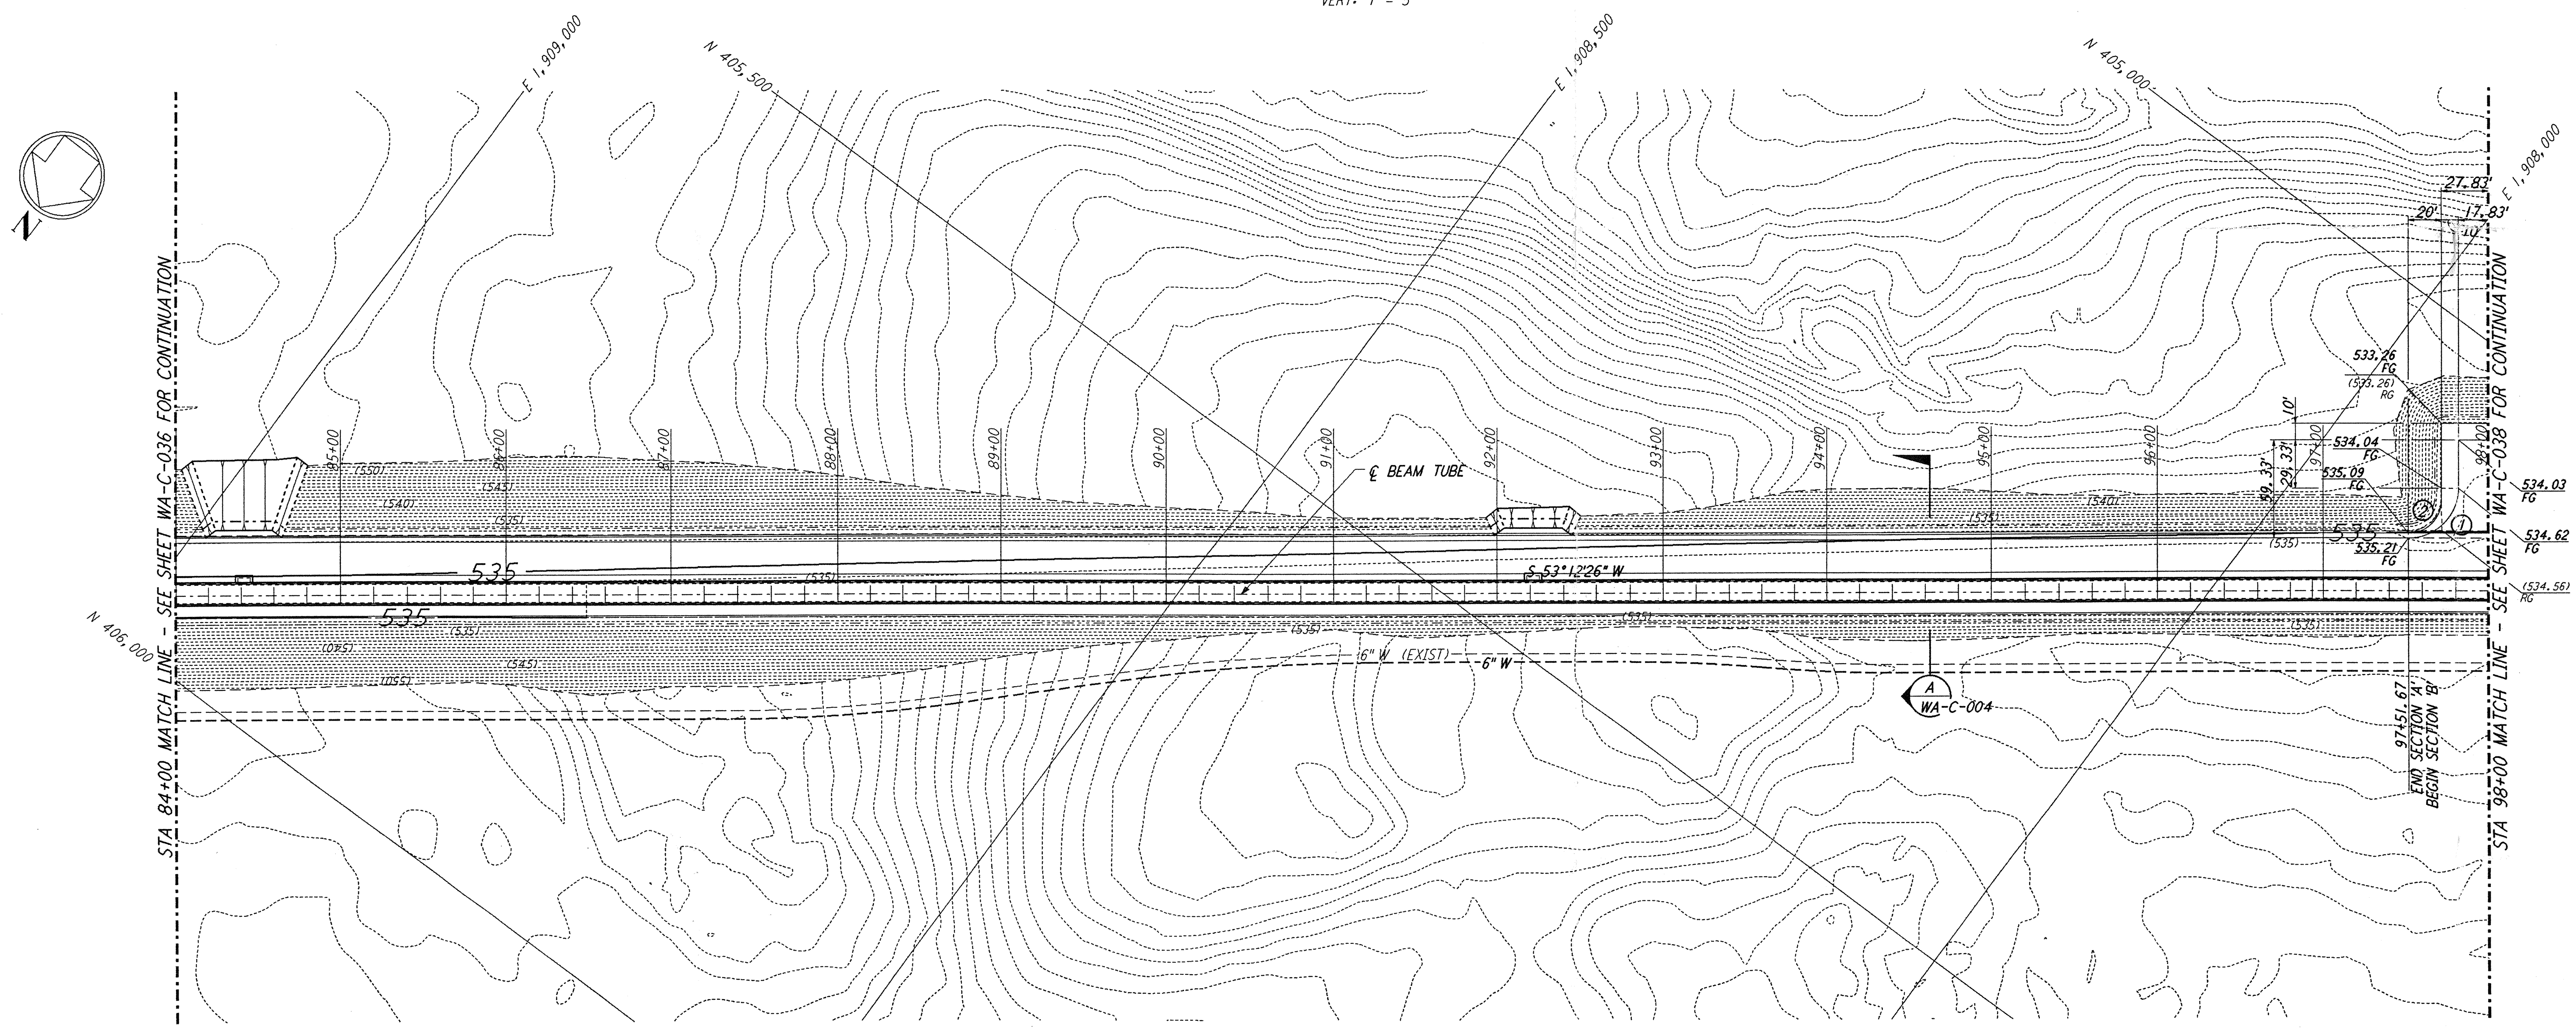 E 1,909,000
N 405,500
E 1,908,500
N 405,000
E 1,908,000
N
27.83'
20'
17.83'
10'
STA 84+00 MATCH LINE - SEE SHEET WA-C-036 FOR CONTINUATION
STA 98+00 MATCH LINE - SEE SHEET WA-C-038 FOR CONTINUATION
533.26
FG
(533.26)
RG
10'
29.33'
59.33'
534.04
FG
535.09
FG
535.21
FG
534.03
FG
534.62
FG
(534.56)
RG
85+00
86+00
87+00
88+00
89+00
90+00
91+00
92+00
93+00
94+00
95+00
96+00
97+00
98+00
(550)
(545)
(540)
(535)
(540)
(535)
(535)
℄ BEAM TUBE
2
1
535
535
(535)
S 53°12'26" W
535
(535)
(535)
(535)
(535)
(540)
(545)
(550)
N 406,000
6" W (EXIST)
6" W
A
WA-C-004
97+51.67
END SECTION 'A'
BEGIN SECTION 'B'